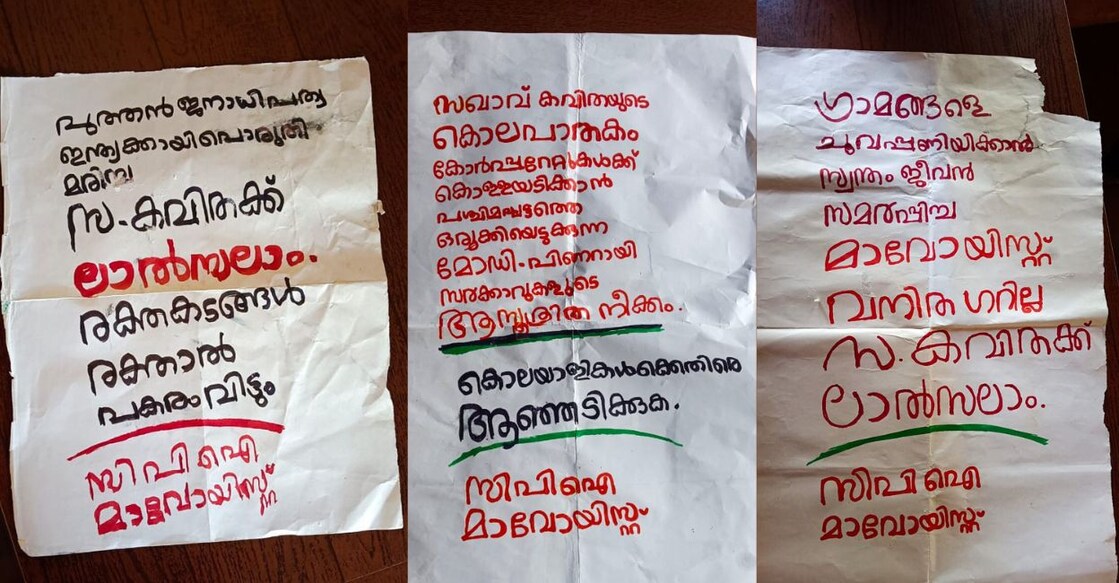 പുത്തൻ ജനാധിപത്യ
ഇന്ത്യക്കായി പൊരുതി
മരിച്ച
സ. കവിതക്ക്
ലാൽസലാം.
രക്തകടങ്ങൾ
രക്തത്താൽ
പകരം വീട്ടും
സി പി ഐ
മാവോയിസ്റ്റ്
സഖാവ് കവിതയുടെ
കൊലപാതകം
കോർപ്പറേറ്റുകൾക്ക്
കൊള്ളയടിക്കാൻ
പശ്ചിമഘട്ടത്തെ
ഒരുക്കിയെടുക്കുന്ന
മോഡി-പിണറായി
സർക്കാറുകളുടെ
ആസൂത്രിത നീക്കം.
കൊലയാളികൾക്കെതിരെ
ആഞ്ഞടിക്കുക.
സിപിഐ
മാവോയിസ്റ്റ്
ഗ്രാമങ്ങളെ
ചുവപ്പണിയിക്കാൻ
സ്വന്തം ജീവൻ
സമർപ്പിച്ച
മാവോയിസ്റ്റ്
വനിത ഗറില്ല
സ. കവിതക്ക്
ലാൽസലാം.
സിപിഐ
മാവോയിസ്റ്റ്